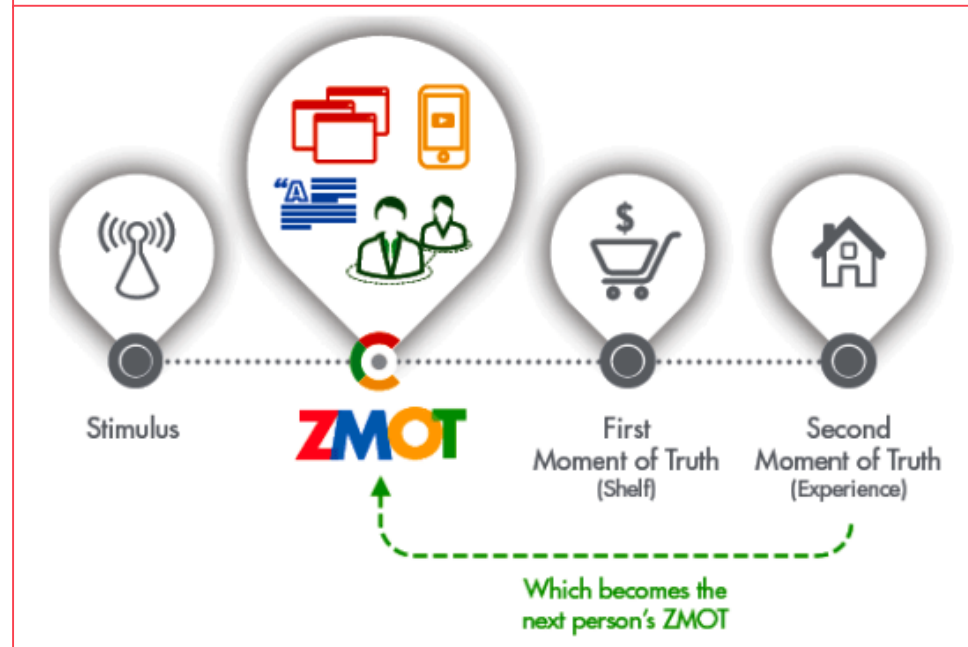 "A
$
Stimulus
ZMOT
First
Moment of Truth
(Shelf)
Second
Moment of Truth
(Experience)
Which becomes the
next person's ZMOT